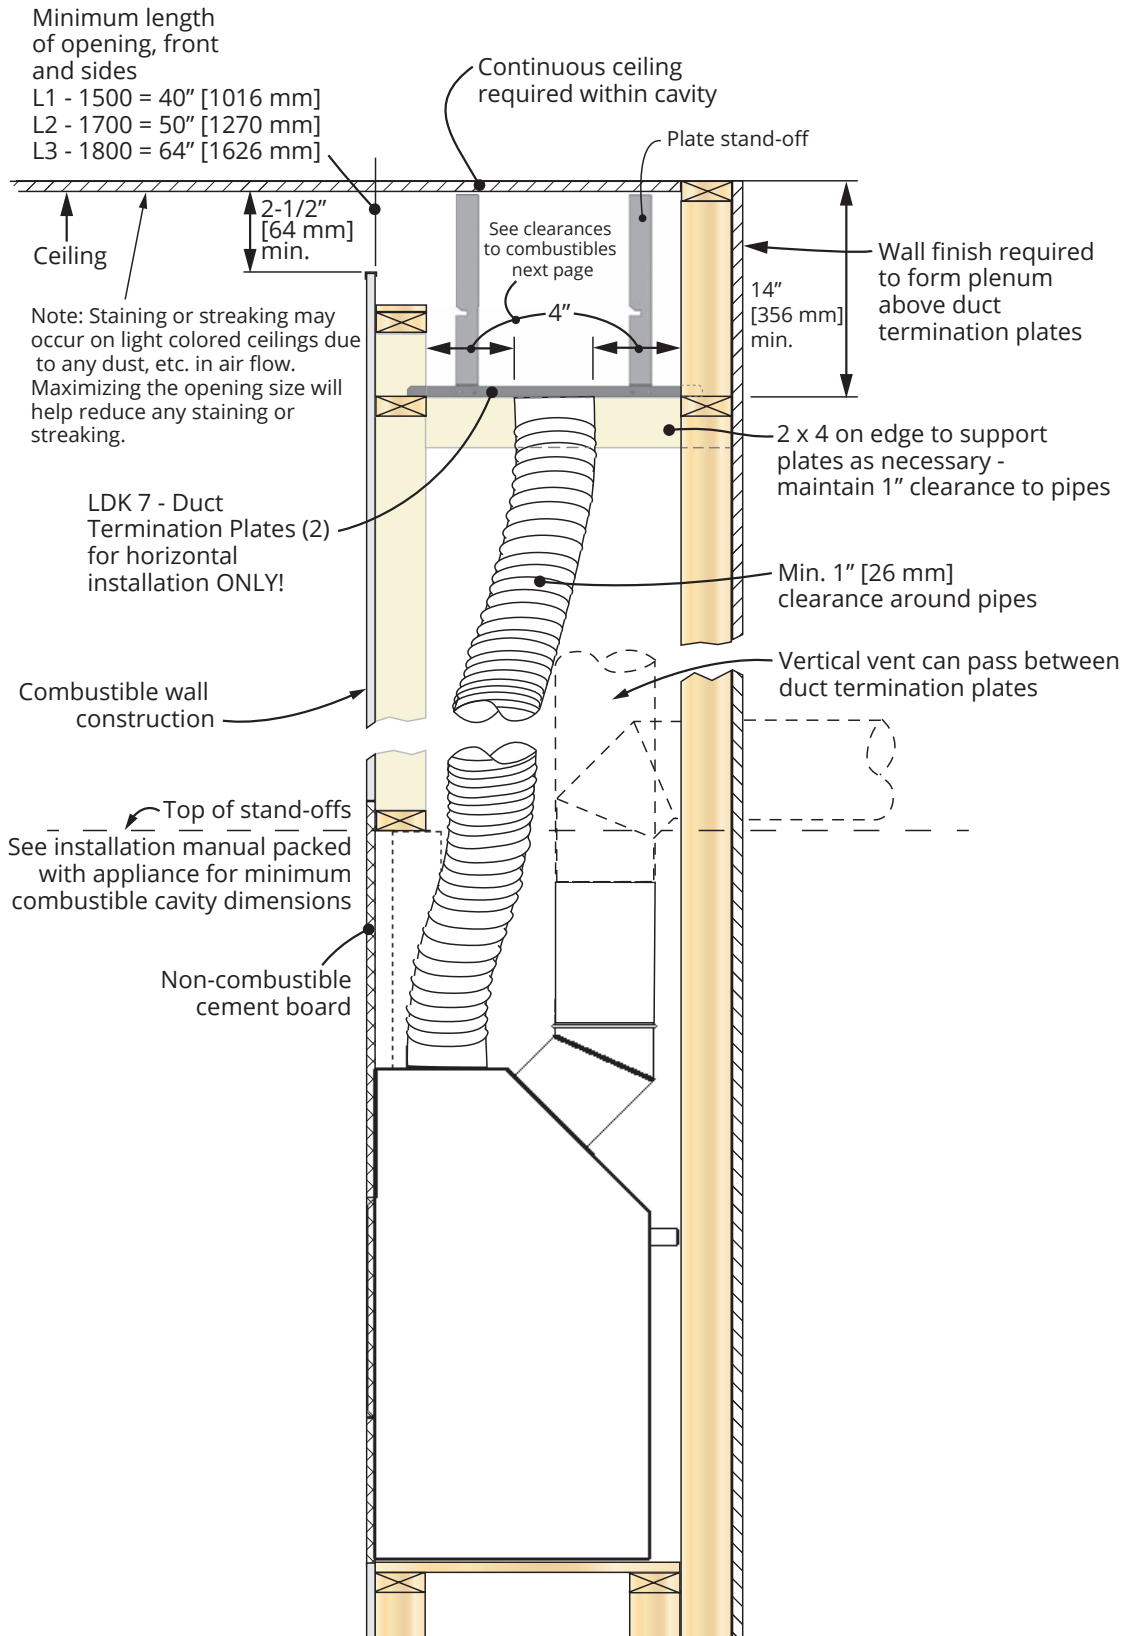 Minimum length
of opening, front
and sides
L1 - 1500 = 40” [1016 mm]
L2 - 1700 = 50” [1270 mm]
L3 - 1800 = 64” [1626 mm]
Continuous ceiling
required within cavity
Plate stand-off
2-1/2”
[64 mm]
min.
Ceiling
See clearances
to combustibles
next page
4”
14”
[356 mm]
min.
Wall finish required
to form plenum
above duct
termination plates
Note: Staining or streaking may
occur on light colored ceilings due
to any dust, etc. in air flow.
Maximizing the opening size will
help reduce any staining or
streaking.
2 x 4 on edge to support
plates as necessary -
maintain 1” clearance to pipes
LDK 7 - Duct
Termination Plates (2)
for horizontal
installation ONLY!
Min. 1” [26 mm]
clearance around pipes
Vertical vent can pass between
duct termination plates
Combustible wall
construction
Top of stand-offs
See installation manual packed
with appliance for minimum
combustible cavity dimensions
Non-combustible
cement board